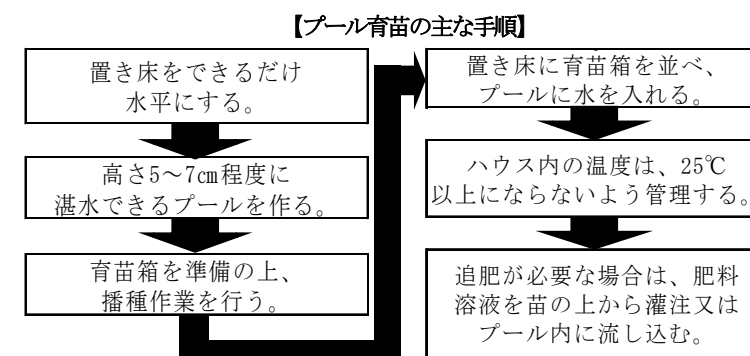 【プール育苗の主な手順】
置き床をできるだけ
水平にする。
高さ5～7㎝程度に
湛水できるプールを作る。
育苗箱を準備の上、
播種作業を行う。
置き床に育苗箱を並べ、
プールに水を入れる。
ハウス内の温度は、25℃
以上にならないよう管理する。
追肥が必要な場合は、肥料
溶液を苗の上から灌注又は
プール内に流し込む。